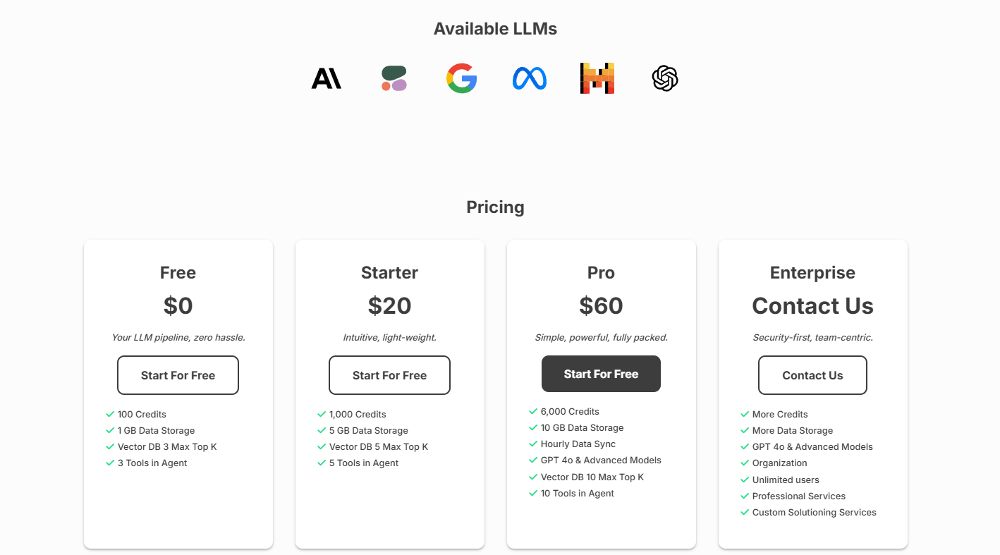 Available LLMs
Pricing
Free
$0
Your LLM pipeline, zero hassle.
Start For Free
100 Credits
1 GB Data Storage
Vector DB 3 Max Top K
3 Tools in Agent
Starter
$20
Intuitive, light-weight.
Start For Free
1,000 Credits
5 GB Data Storage
Vector DB 5 Max Top K
5 Tools in Agent
Pro
$60
Simple, powerful, fully packed.
Start For Free
6,000 Credits
10 GB Data Storage
Hourly Data Sync
GPT 4o & Advanced Models
Vector DB 10 Max Top K
10 Tools in Agent
Enterprise
Contact Us
Security-first, team-centric.
Contact Us
More Credits
More Data Storage
GPT 4o & Advanced Models
Organization
Unlimited users
Professional Services
Custom Solutioning Services